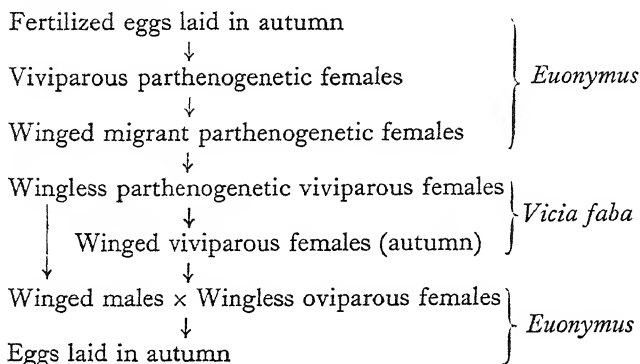 Fertilized eggs laid in autumn
↓
Viviparous parthenogenetic females
Euonymus
↓
Winged migrant parthenogenetic females
↓
Wingless parthenogenetic viviparous females
↓
Vicia faba
Winged viviparous females (autumn)
↓
Winged males × Wingless oviparous females
↓
Euonymus
Eggs laid in autumn